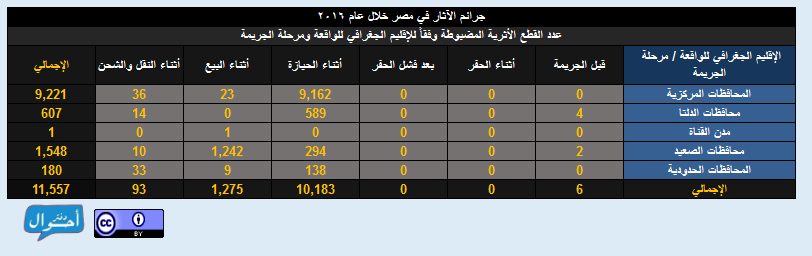 جرائم الآثار في مصر خلال عام ٢٠١٦
عدد القطع الأثرية المضبوطة وفقاً للإقليم الجغرافي للواقعة ومرحلة الجريمة
الإقليم الجغرافي للواقعة / مرحلة الجريمة قبل الجريمة أثناء الحفر بعد فشل الحفر أثناء الحيازة أثناء البيع أثناء النقل والشحن الإجمالي
المحافظات المركزية 0 0 0 9,162 23 36 9,221
محافظات الدلتا 4 0 0 589 0 14 607
مدن القناة 0 0 0 0 1 0 1
محافظات الصعيد 2 0 0 294 1,242 10 1,548
المحافظات الحدودية 0 0 0 138 9 33 180
الإجمالي 6 0 0 10,183 1,275 93 11,557
دفتر أحوال
cc BY